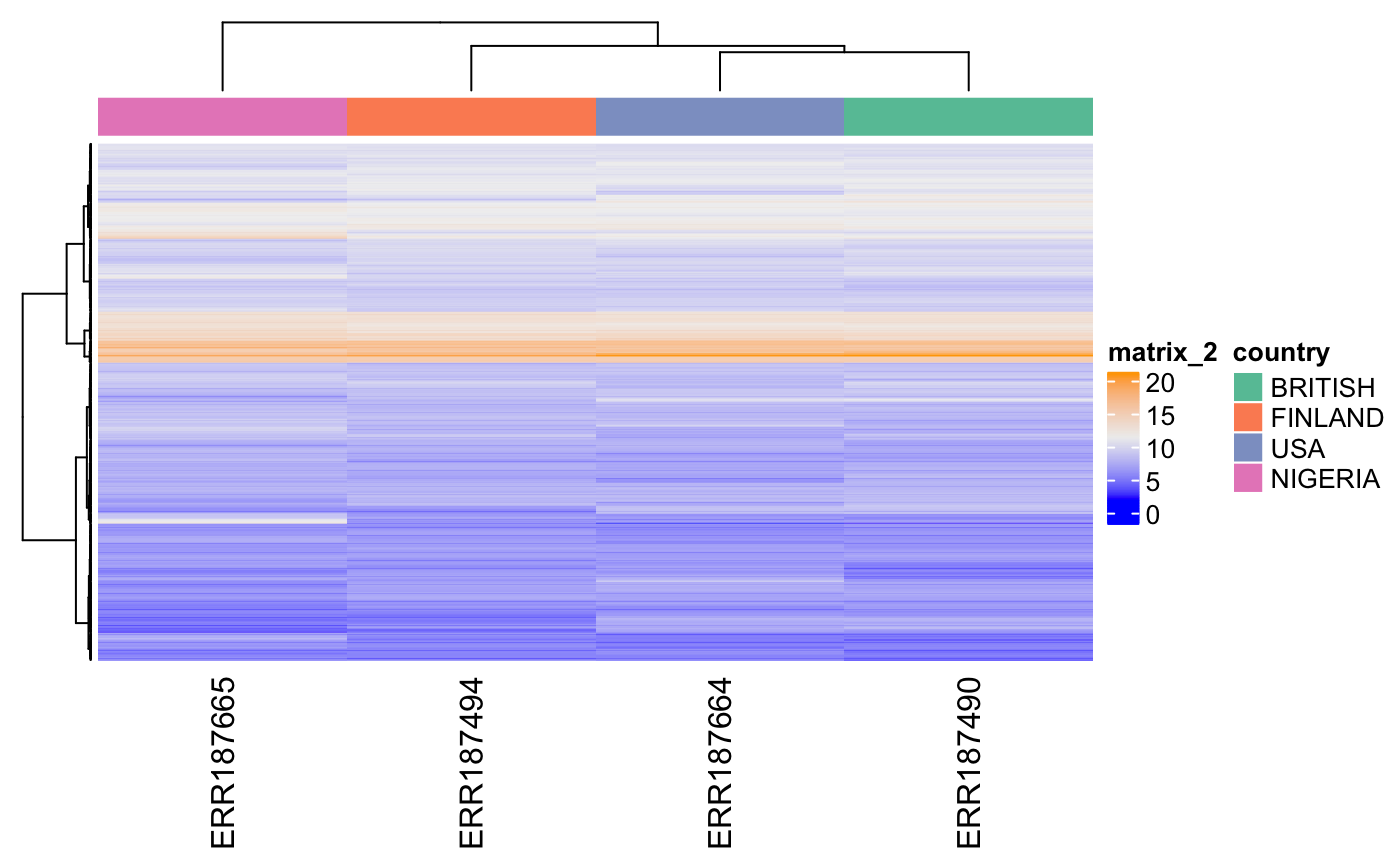 matrix_2 country
20 BRITISH
15 FINLAND
10 USA
5 NIGERIA
0
ERR187665
ERR187494
ERR187664
ERR187490